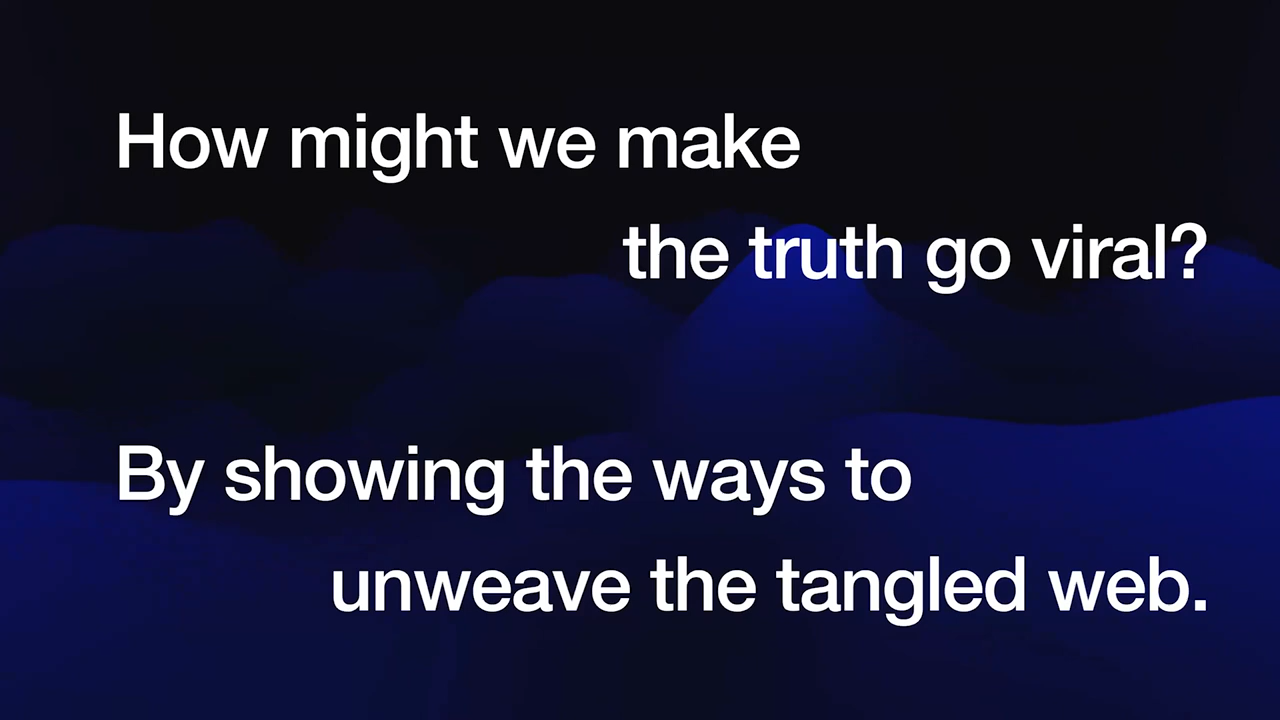 How might we make
the truth go viral?
By showing the ways to
unweave the tangled web.